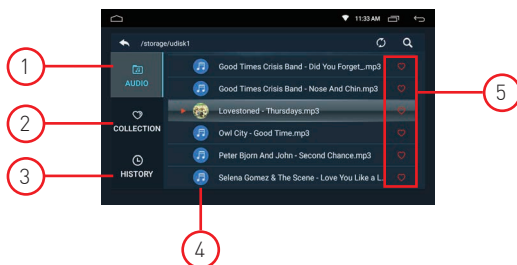 11:33 AM
/storage/udisk1
1
AUDIO
Good Times Crisis Band - Did You Forget_.mp3
Good Times Crisis Band - Nose And Chin.mp3
5
2
COLLECTION
Lovestoned - Thursdays.mp3
Owl City - Good Time.mp3
3
HISTORY
Peter Bjorn And John - Second Chance.mp3
Selena Gomez & The Scene - Love You Like a L..
4